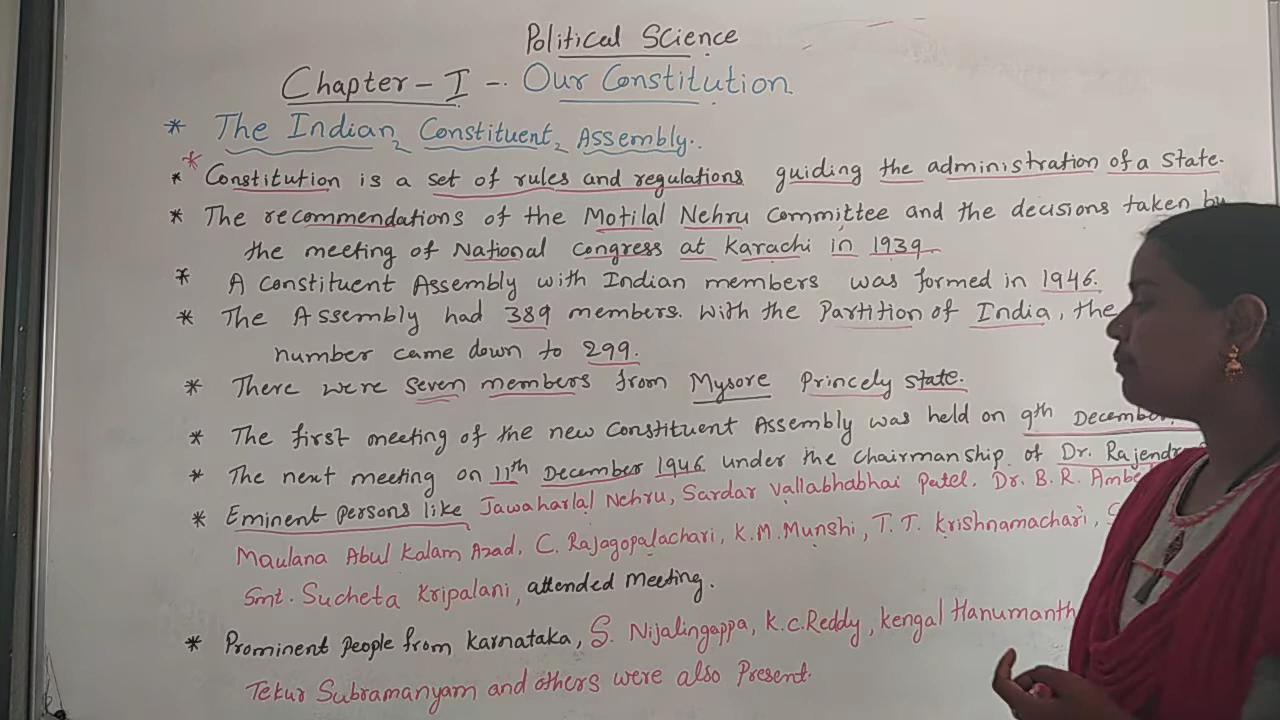 Political Science
Chapter - I - Our Constitution
* The Indian Constituent Assembly.
* Constitution is a set of rules and regulations guiding the administration of a state.
* The recommendations of the Motilal Nehru Committee and the decisions taken by
the meeting of National Congress at Karachi in 1939
* A Constituent Assembly with Indian members was formed in 1946.
* The Assembly had 389 members. With the Partition of India, the
number came down to 299.
* There were seven members from Mysore Princely state.
* The first meeting of the new Constituent Assembly was held on 9th December
* The next meeting on 11th December 1946 under the chairmanship of Dr. Rajendr
* Eminent persons like Jawaharlal Nehru, Sardar Vallabhabhai Patel. Dr. B. R. Ambe
Maulana Abul Kalam Azad, C. Rajagopalachari, K.M. Munshi, T. T. Krishnamachari,
Smt. Sucheta Kripalani, attended meeting.
* Prominent people from Karnataka, S. Nijalingappa, K.C. Reddy, kengal Hanumanth
Tekur Subramanyam and others were also Present.